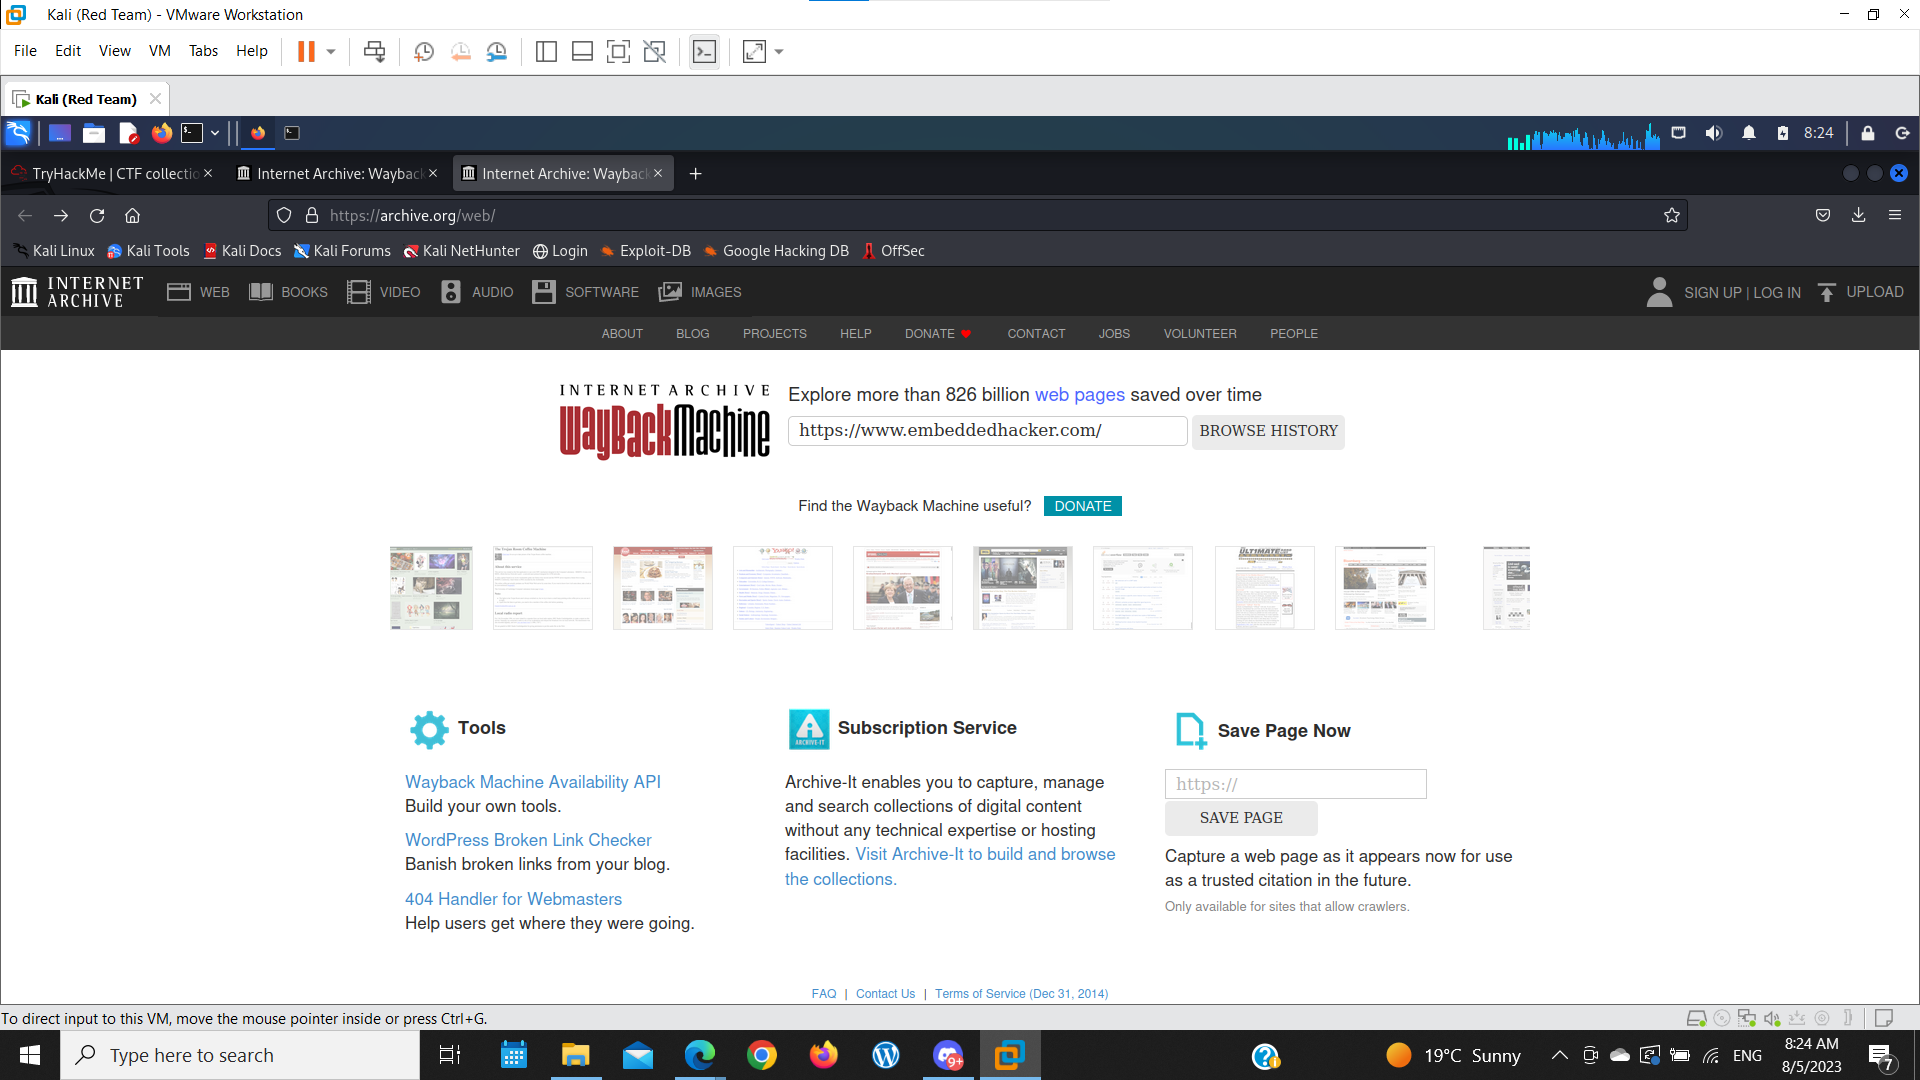 Kali (Red Team) - VMware Workstation
File Edit View VM Tabs Help
Kali (Red Team)
8:24
TryHackMe | CTF collectio
Internet Archive: Wayback
Internet Archive: Wayback
https://archive.org/web/
Kali Linux Kali Tools Kali Docs Kali Forums Kali NetHunter Login Exploit-DB Google Hacking DB OffSec
INTERNET ARCHIVE
WEB BOOKS VIDEO AUDIO SOFTWARE IMAGES
SIGN UP | LOG IN UPLOAD
ABOUT BLOG PROJECTS HELP DONATE CONTACT JOBS VOLUNTEER PEOPLE
INTERNET ARCHIVE
WayBackMachine
Explore more than 826 billion web pages saved over time
https://www.embeddedhacker.com/
BROWSE HISTORY
Find the Wayback Machine useful? DONATE
Tools
Wayback Machine Availability API
Build your own tools.
WordPress Broken Link Checker
Banish broken links from your blog.
404 Handler for Webmasters
Help users get where they were going.
ARCHIVE-IT
Subscription Service
Archive-It enables you to capture, manage
and search collections of digital content
without any technical expertise or hosting
facilities. Visit Archive-It to build and browse
the collections.
Save Page Now
https://
SAVE PAGE
Capture a web page as it appears now for use
as a trusted citation in the future.
Only available for sites that allow crawlers.
FAQ | Contact Us | Terms of Service (Dec 31, 2014)
To direct input to this VM, move the mouse pointer inside or press Ctrl+G.
Type here to search
9+
19°C Sunny
ENG
8:24 AM
8/5/2023
7